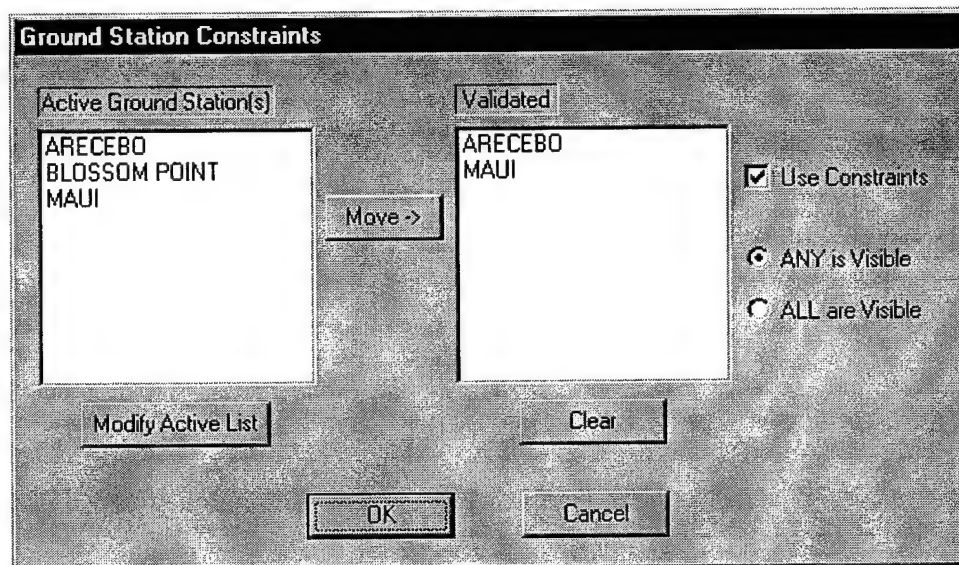 Ground Station Constraints
Active Ground Station(s)
ARECEBO
BLOSSOM POINT
MAUI
Move ->
Modify Active List
Validated
ARECEBO
MAUI
Clear
Use Constraints
ANY is Visible
ALL are Visible
OK
Cancel